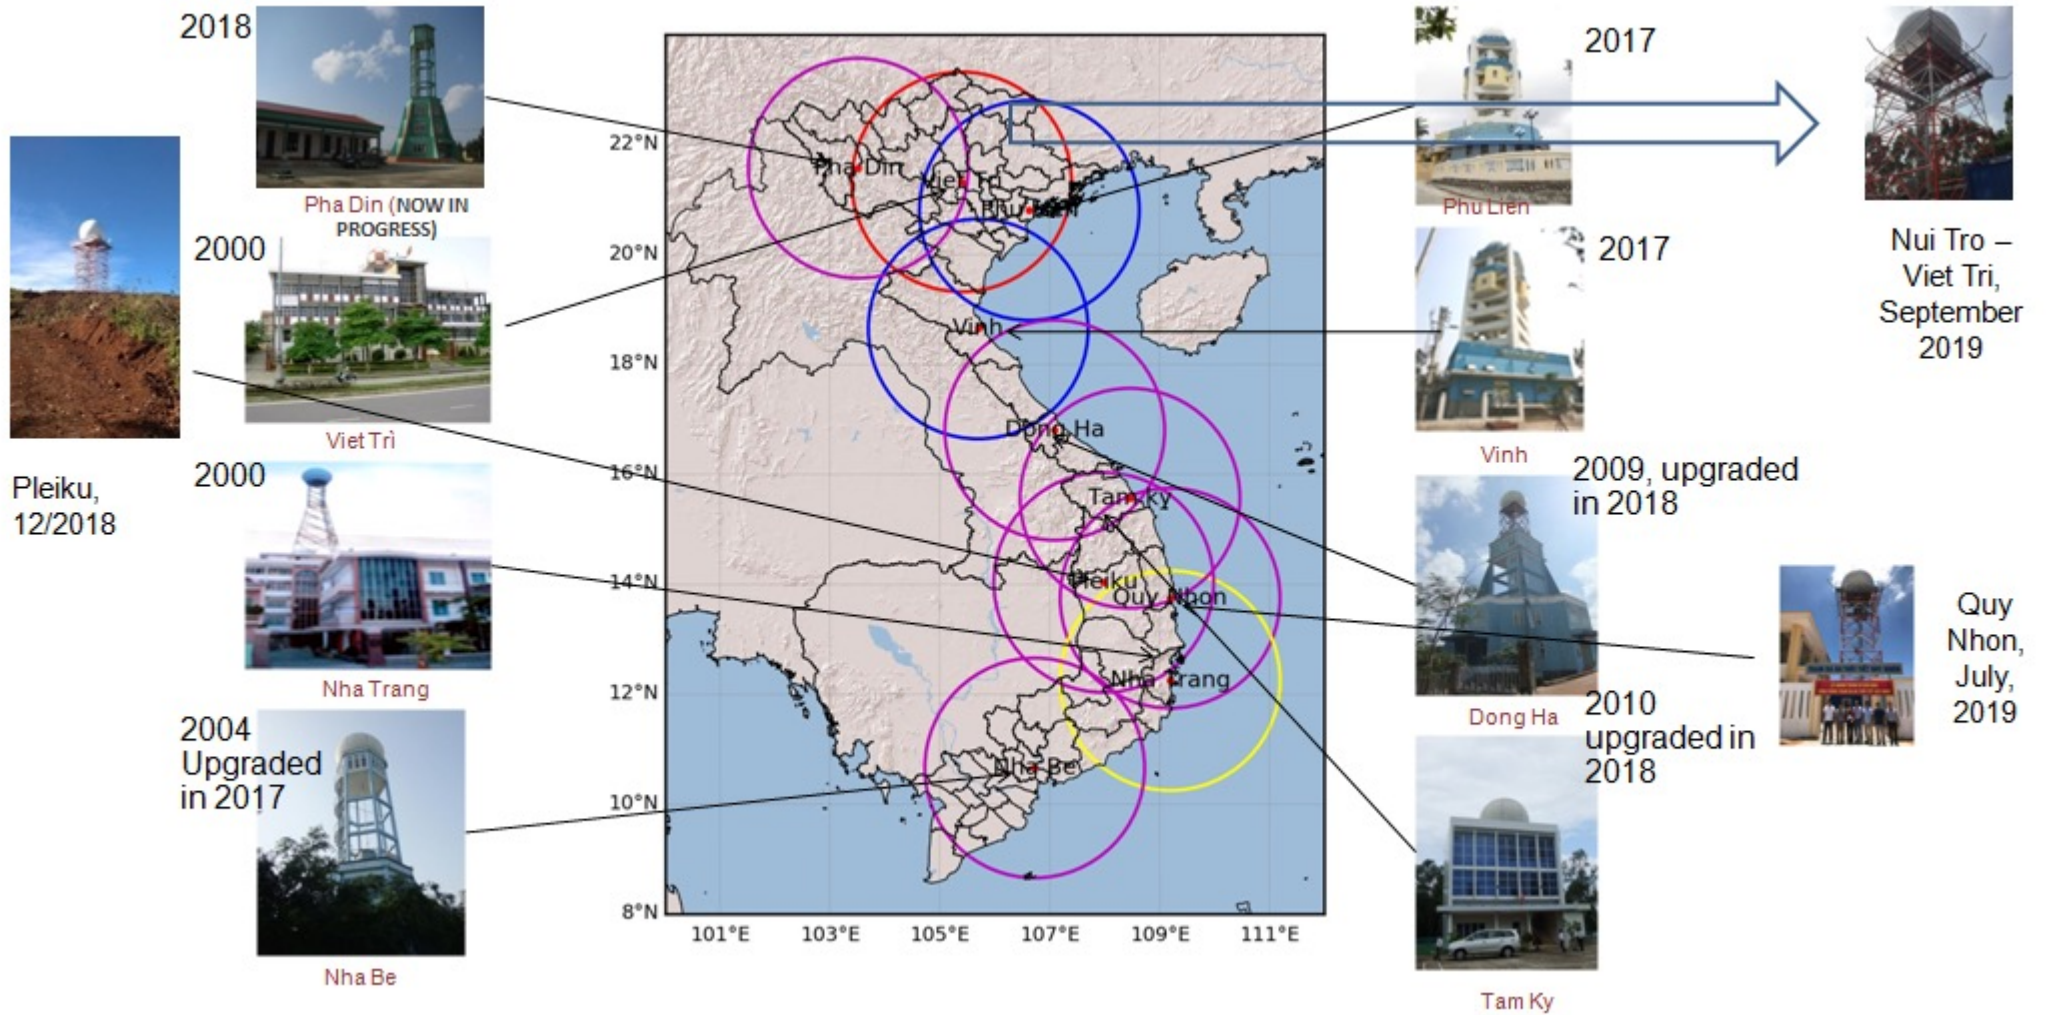 2018
Pha Din (NOW IN
PROGRESS)
2000
Viet Trì
Pleiku,
12/2018
2000
Nha Trang
2004
Upgraded
in 2017
Nha Be
22°N
20°N
18°N
16°N
14°N
12°N
10°N
8°N
101°E
103°E
105°E
107°E
109°E
111°E
Pha Din
Viet Tri
Phu Lien
Vinh
Dong Ha
Tam ky
Pleiku
Quy Nhon
Nha Trang
Nha Be
2017
Phu Lien
2017
Vinh
2009, upgraded
in 2018
Dong Ha
2010
upgraded in
2018
Tam Ky
Nui Tro –
Viet Tri,
September
2019
Quy
Nhon,
July,
2019